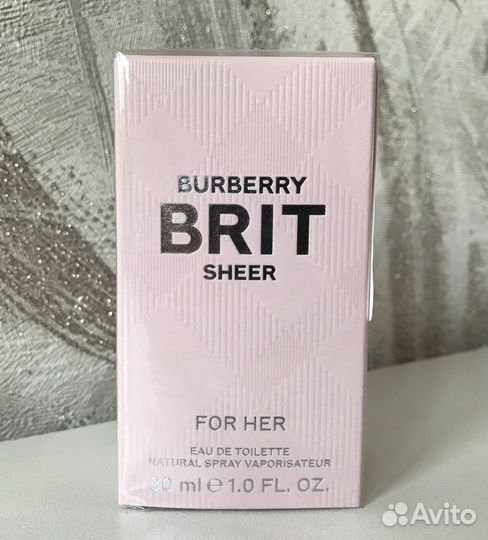 BURBERRY
BRIT
SHEER
FOR HER
EAU DE TOILETTE
NATURAL SPRAY VAPORISATEUR
30 ml ℮ 1.0 FL. OZ.
Avito